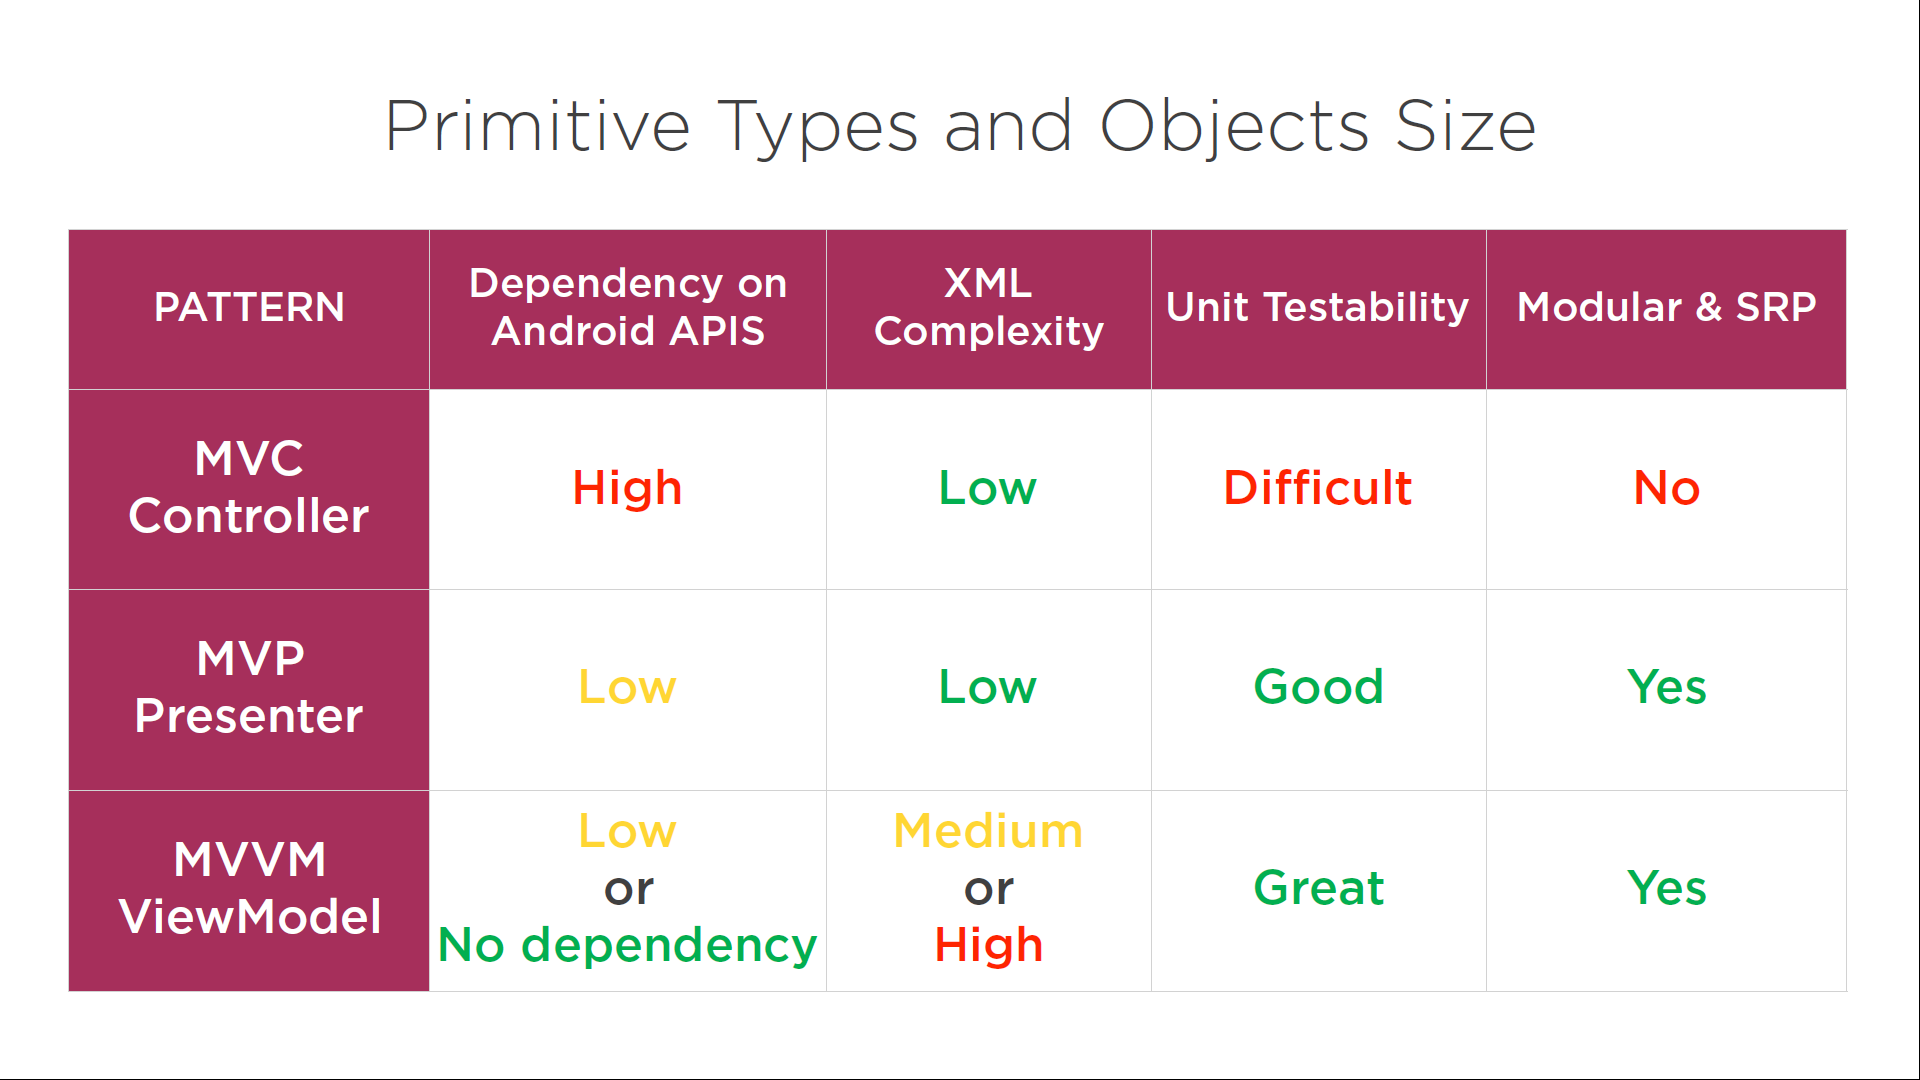 Primitive Types and Objects Size
PATTERN
Dependency on
Android APIS
XML
Complexity
Unit Testability
Modular & SRP
MVC
Controller
High
Low
Difficult
No
MVP
Presenter
Low
Low
Good
Yes
MVVM
ViewModel
Low
or
No dependency
Medium
or
High
Great
Yes